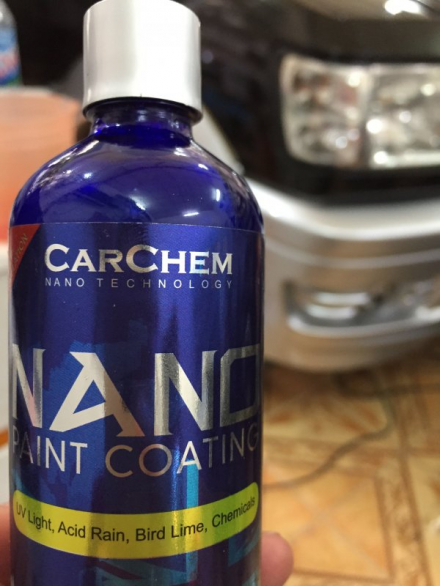 CARCHEM
NANO TECHNOLOGY
NANO
PAINT COATING
UV Light, Acid Rain, Bird Lime, Chemicals